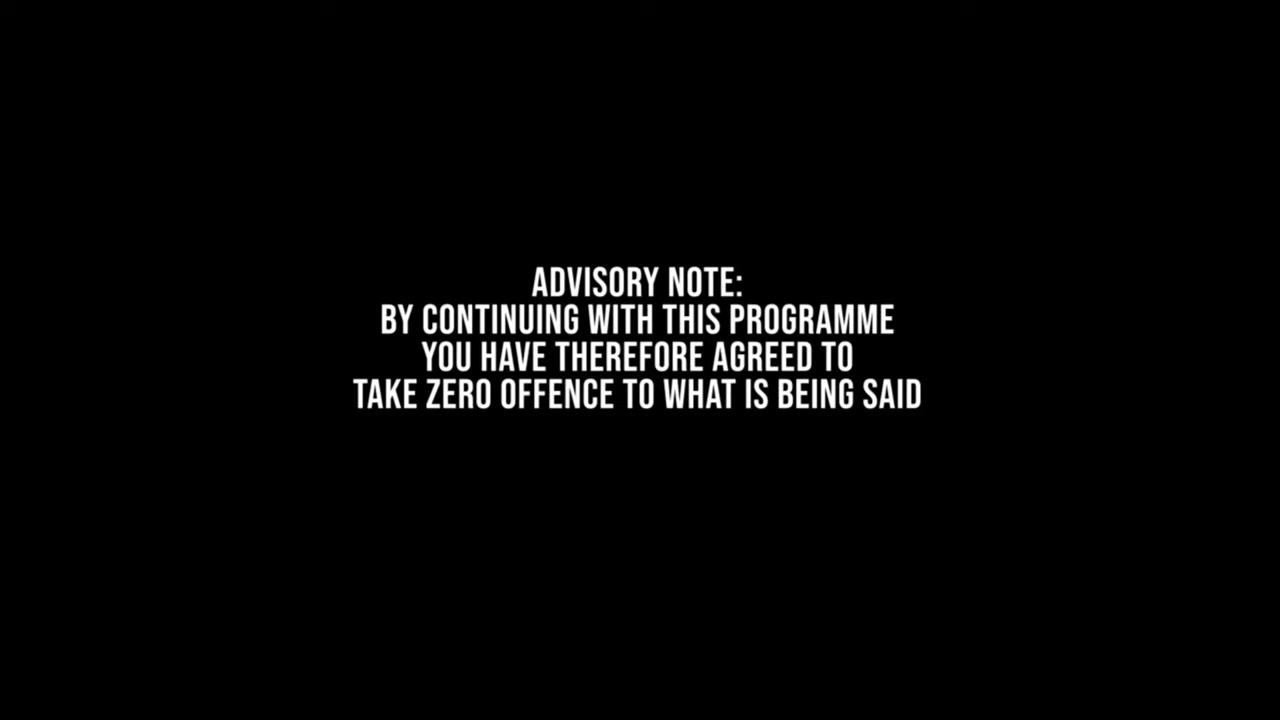 ADVISORY NOTE:
BY CONTINUING WITH THIS PROGRAMME
YOU HAVE THEREFORE AGREED TO
TAKE ZERO OFFENCE TO WHAT IS BEING SAID